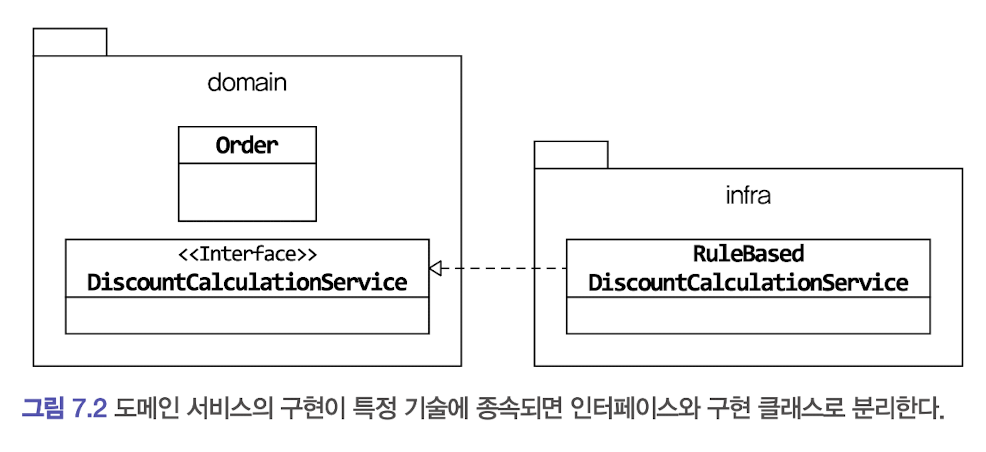 domain
Order
<<Interface>>
DiscountCalculationService
infra
RuleBased
DiscountCalculationService
그림 7.2 도메인 서비스의 구현이 특정 기술에 종속되면 인터페이스와 구현 클래스로 분리한다.